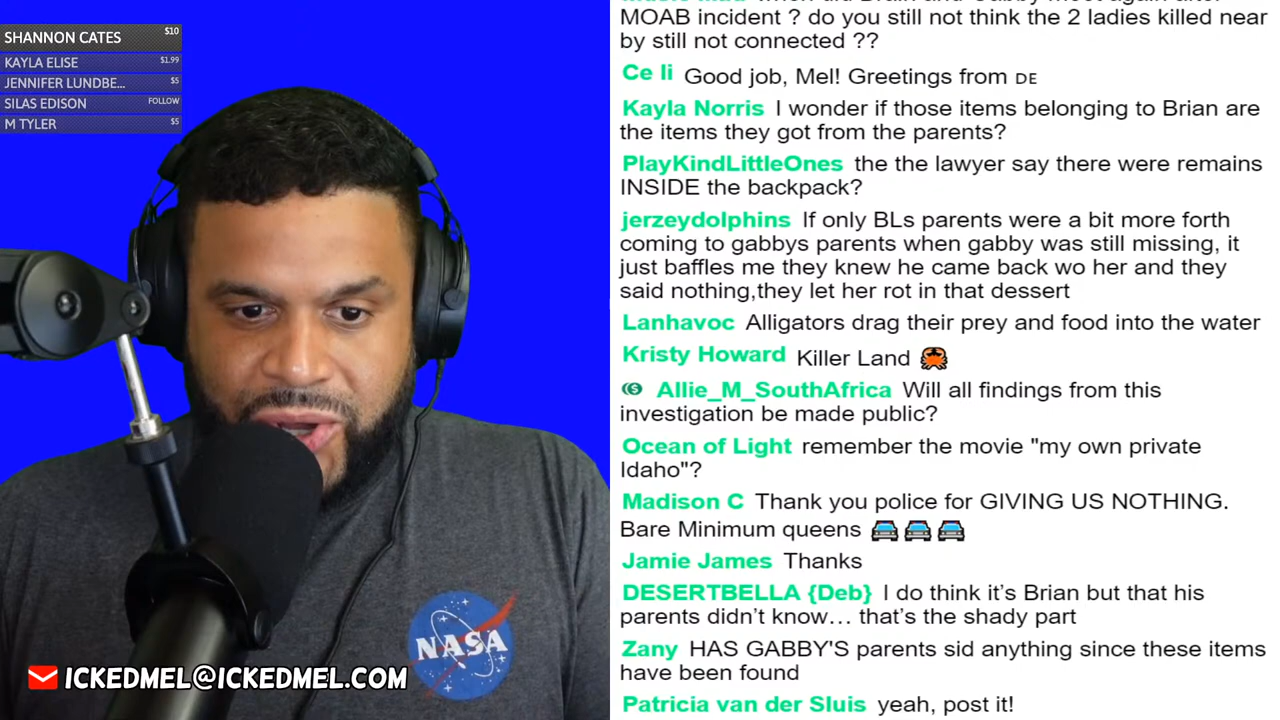 SHANNON CATES $10
KAYLA ELISE $1.99
JENNIFER LUNDBE... $5
SILAS EDISON FOLLOW
M TYLER $5
NASA
ICKEDMEL@ICKEDMEL.COM
MOAB incident ? do you still not think the 2 ladies killed near
by still not connected ??
Ce li Good job, Mel! Greetings from DE
Kayla Norris I wonder if those items belonging to Brian are
the items they got from the parents?
PlayKindLittleOnes the the lawyer say there were remains
INSIDE the backpack?
jerzeydolphins If only BLs parents were a bit more forth
coming to gabbys parents when gabby was still missing, it
just baffles me they knew he came back wo her and they
said nothing,they let her rot in that dessert
Lanhavoc Alligators drag their prey and food into the water
Kristy Howard Killer Land 🦀
Allie_M_SouthAfrica Will all findings from this
investigation be made public?
Ocean of Light remember the movie "my own private
Idaho"?
Madison C Thank you police for GIVING US NOTHING.
Bare Minimum queens 🚘 🚘 🚘
Jamie James Thanks
DESERTBELLA {Deb} I do think it’s Brian but that his
parents didn’t know… that’s the shady part
Zany HAS GABBY'S parents sid anything since these items
have been found
Patricia van der Sluis yeah, post it!